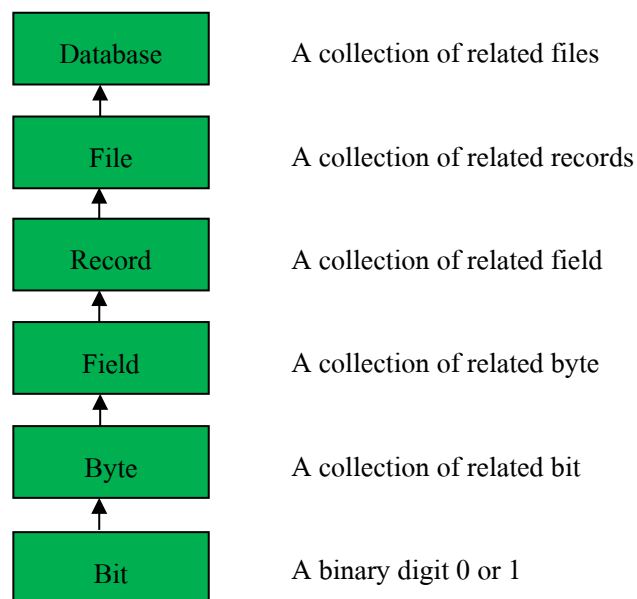 Database A collection of related files
File A collection of related records
Record A collection of related field
Field A collection of related byte
Byte A collection of related bit
Bit A binary digit 0 or 1